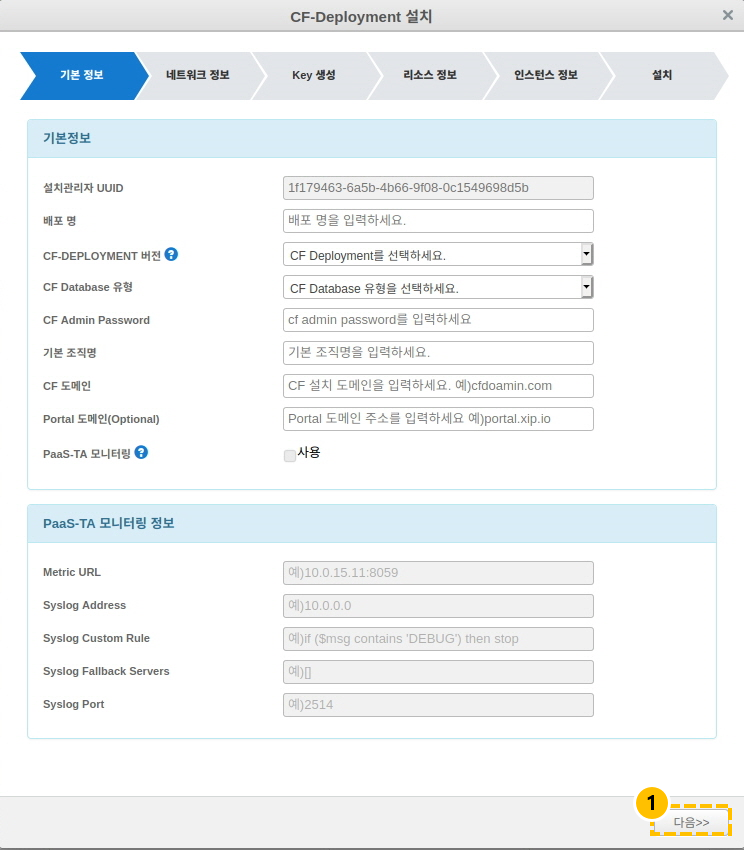 CF-Deployment 설치
×
기본 정보
네트워크 정보
Key 생성
리소스 정보
인스턴스 정보
설치
기본정보
설치관리자 UUID
1f179463-6a5b-4b66-9f08-0c1549698d5b
배포 명
배포 명을 입력하세요.
CF-DEPLOYMENT 버전 ?
CF Deployment를 선택하세요.
CF Database 유형
CF Database 유형을 선택하세요.
CF Admin Password
cf admin password를 입력하세요
기본 조직명
기본 조직명을 입력하세요.
CF 도메인
CF 설치 도메인을 입력하세요. 예)cfdoamin.com
Portal 도메인(Optional)
Portal 도메인 주소를 입력하세요 예)portal.xip.io
PaaS-TA 모니터링 ?
사용
PaaS-TA 모니터링 정보
Metric URL
예)10.0.15.11:8059
Syslog Address
예)10.0.0.0
Syslog Custom Rule
예)if ($msg contains 'DEBUG') then stop
Syslog Fallback Servers
예)[]
Syslog Port
예)2514
1
다음>>